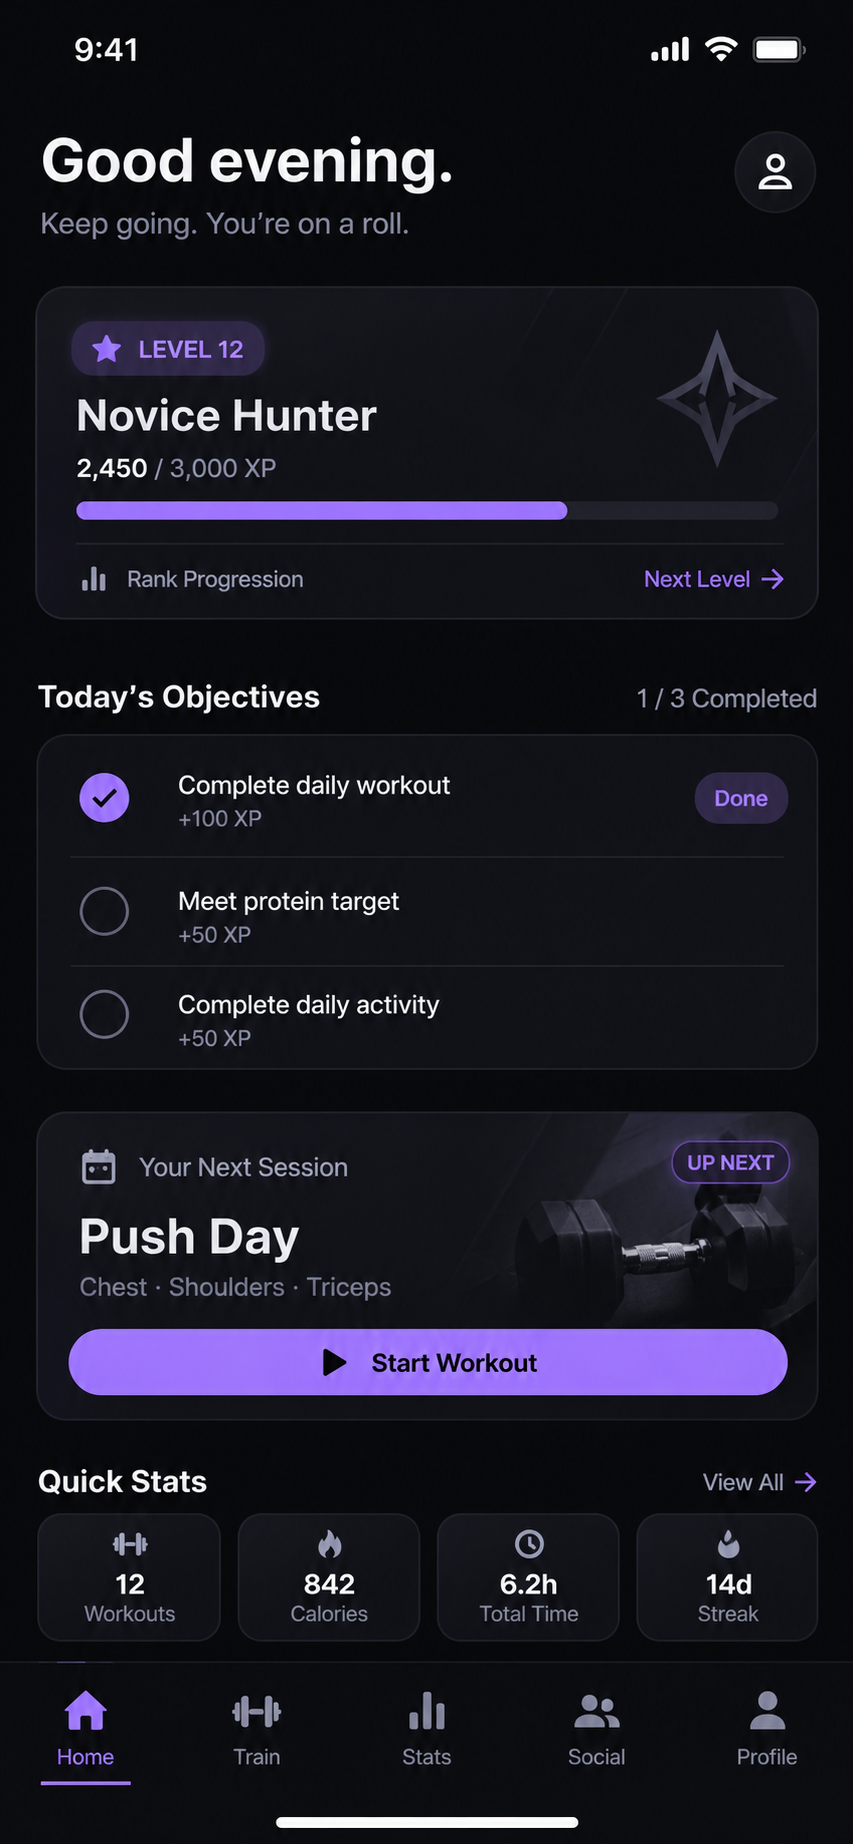 9:41
Good evening.
Keep going. You’re on a roll.
LEVEL 12
Novice Hunter
2,450 / 3,000 XP
Rank Progression
Next Level
Today’s Objectives
1 / 3 Completed
Complete daily workout
+100 XP
Done
Meet protein target
+50 XP
Complete daily activity
+50 XP
Your Next Session
UP NEXT
Push Day
Chest · Shoulders · Triceps
Start Workout
Quick Stats
View All
12
Workouts
842
Calories
6.2h
Total Time
14d
Streak
Home
Train
Stats
Social
Profile